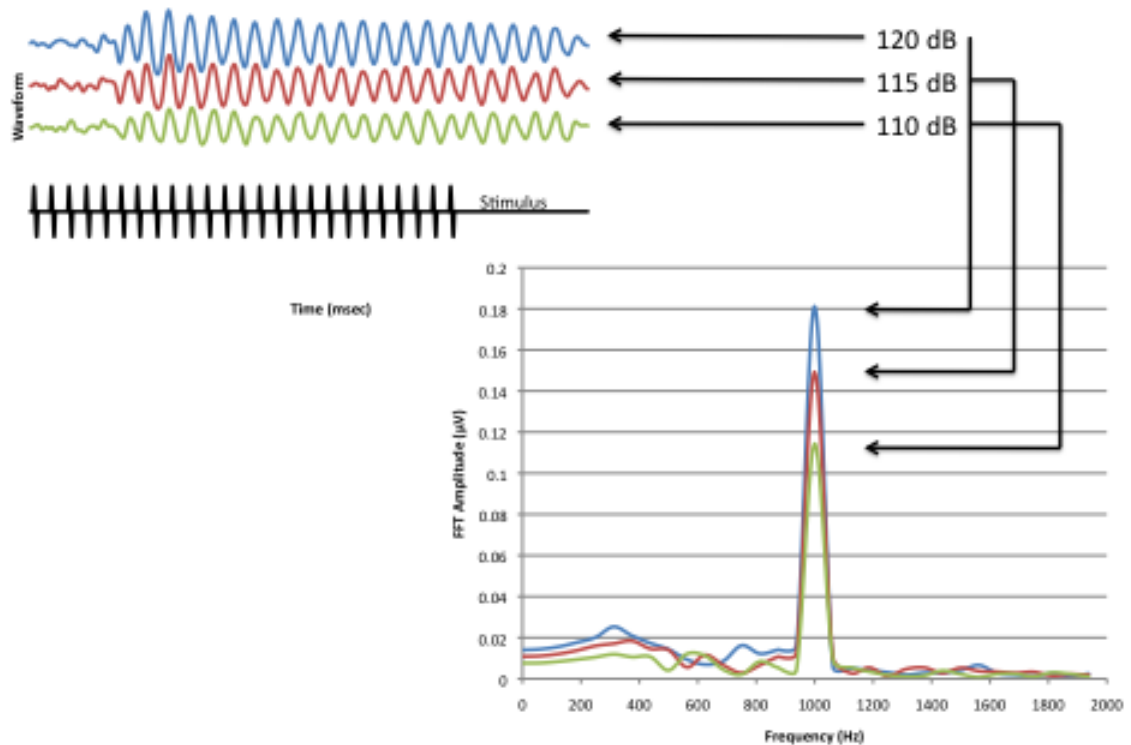 120 dB
115 dB
110 dB
Waveform
Stimulus
Time (msec)
0.2
0.18
0.16
0.14
0.12
0.1
0.08
0.06
0.04
0.02
0
FFT Amplitude (µV)
0 200 400 600 800 1000 1200 1400 1600 1800 2000
Frequency (Hz)